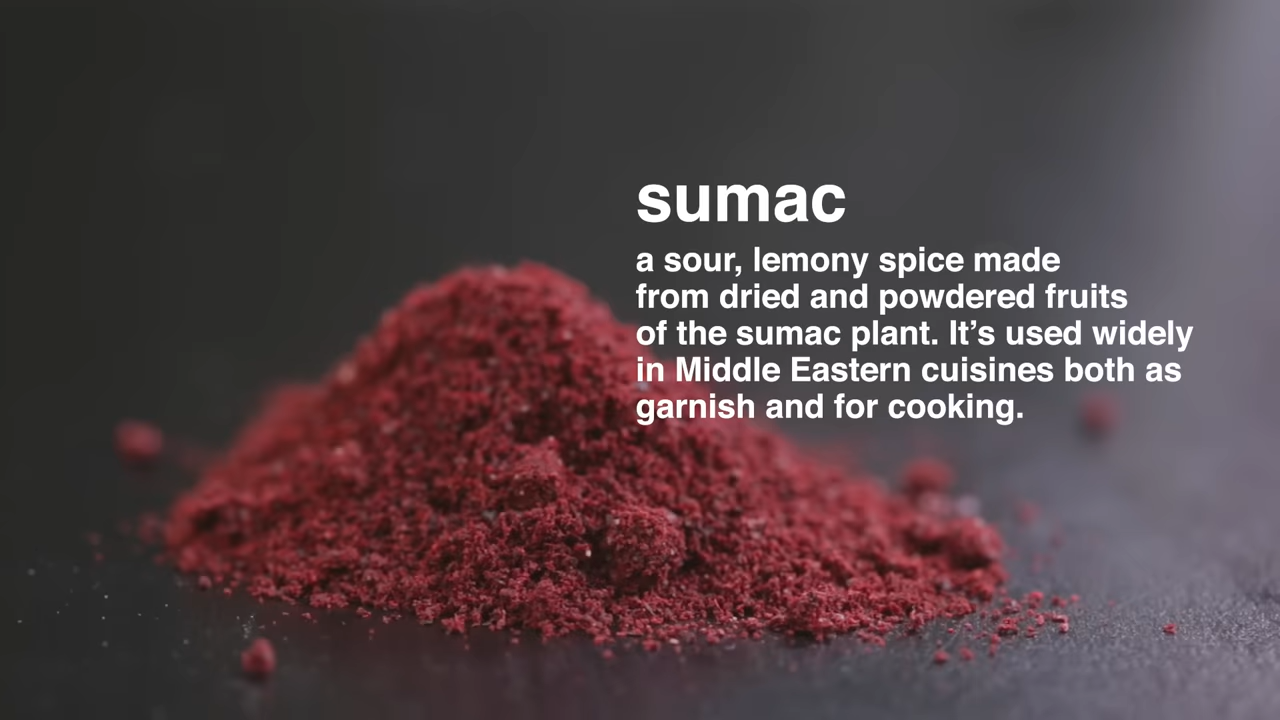 sumac
a sour, lemony spice made
from dried and powdered fruits
of the sumac plant. It’s used widely
in Middle Eastern cuisines both as
garnish and for cooking.